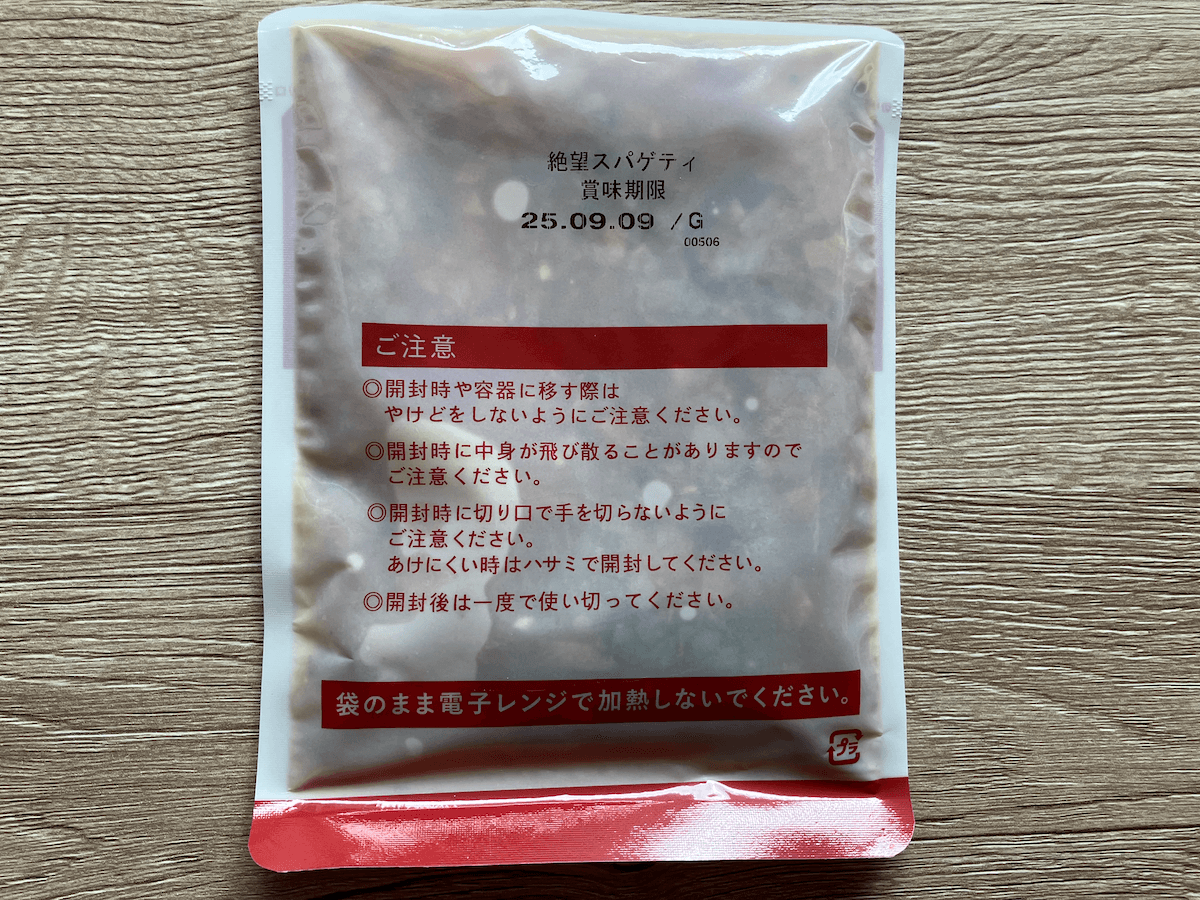 絶望スパゲティ
賞味期限
25.09.09 /G
00506
ご注意
◎開封時や容器に移す際は
やけどをしないようにご注意ください。
◎開封時に中身が飛び散ることがありますので
ご注意ください。
◎開封時に切り口で手を切らないように
ご注意ください。
あけにくい時はハサミで開封してください。
◎開封後は一度で使い切ってください。
袋のまま電子レンジで加熱しないでください。
プラ